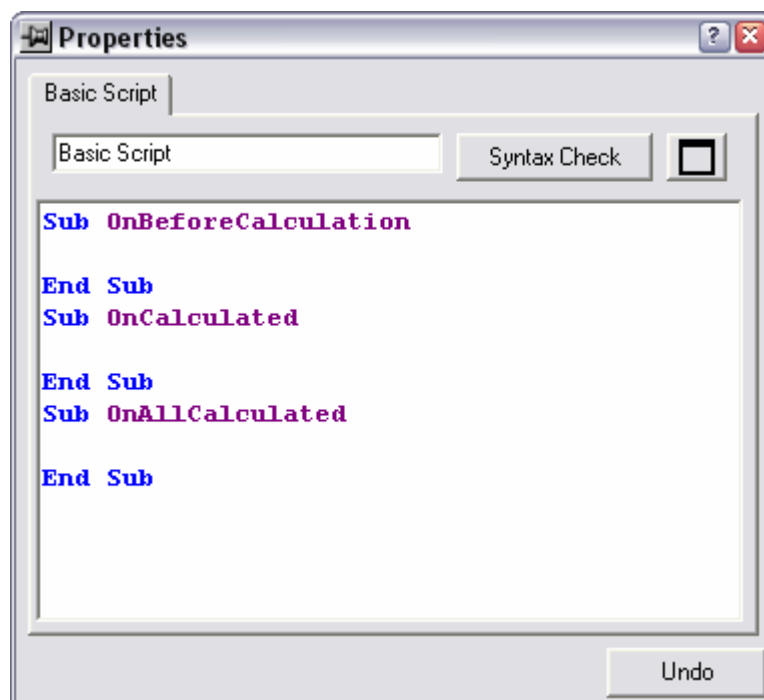 Properties
Basic Script
Basic Script
Syntax Check
Sub OnBeforeCalculation
End Sub
Sub OnCalculated
End Sub
Sub OnAllCalculated
End Sub
Undo